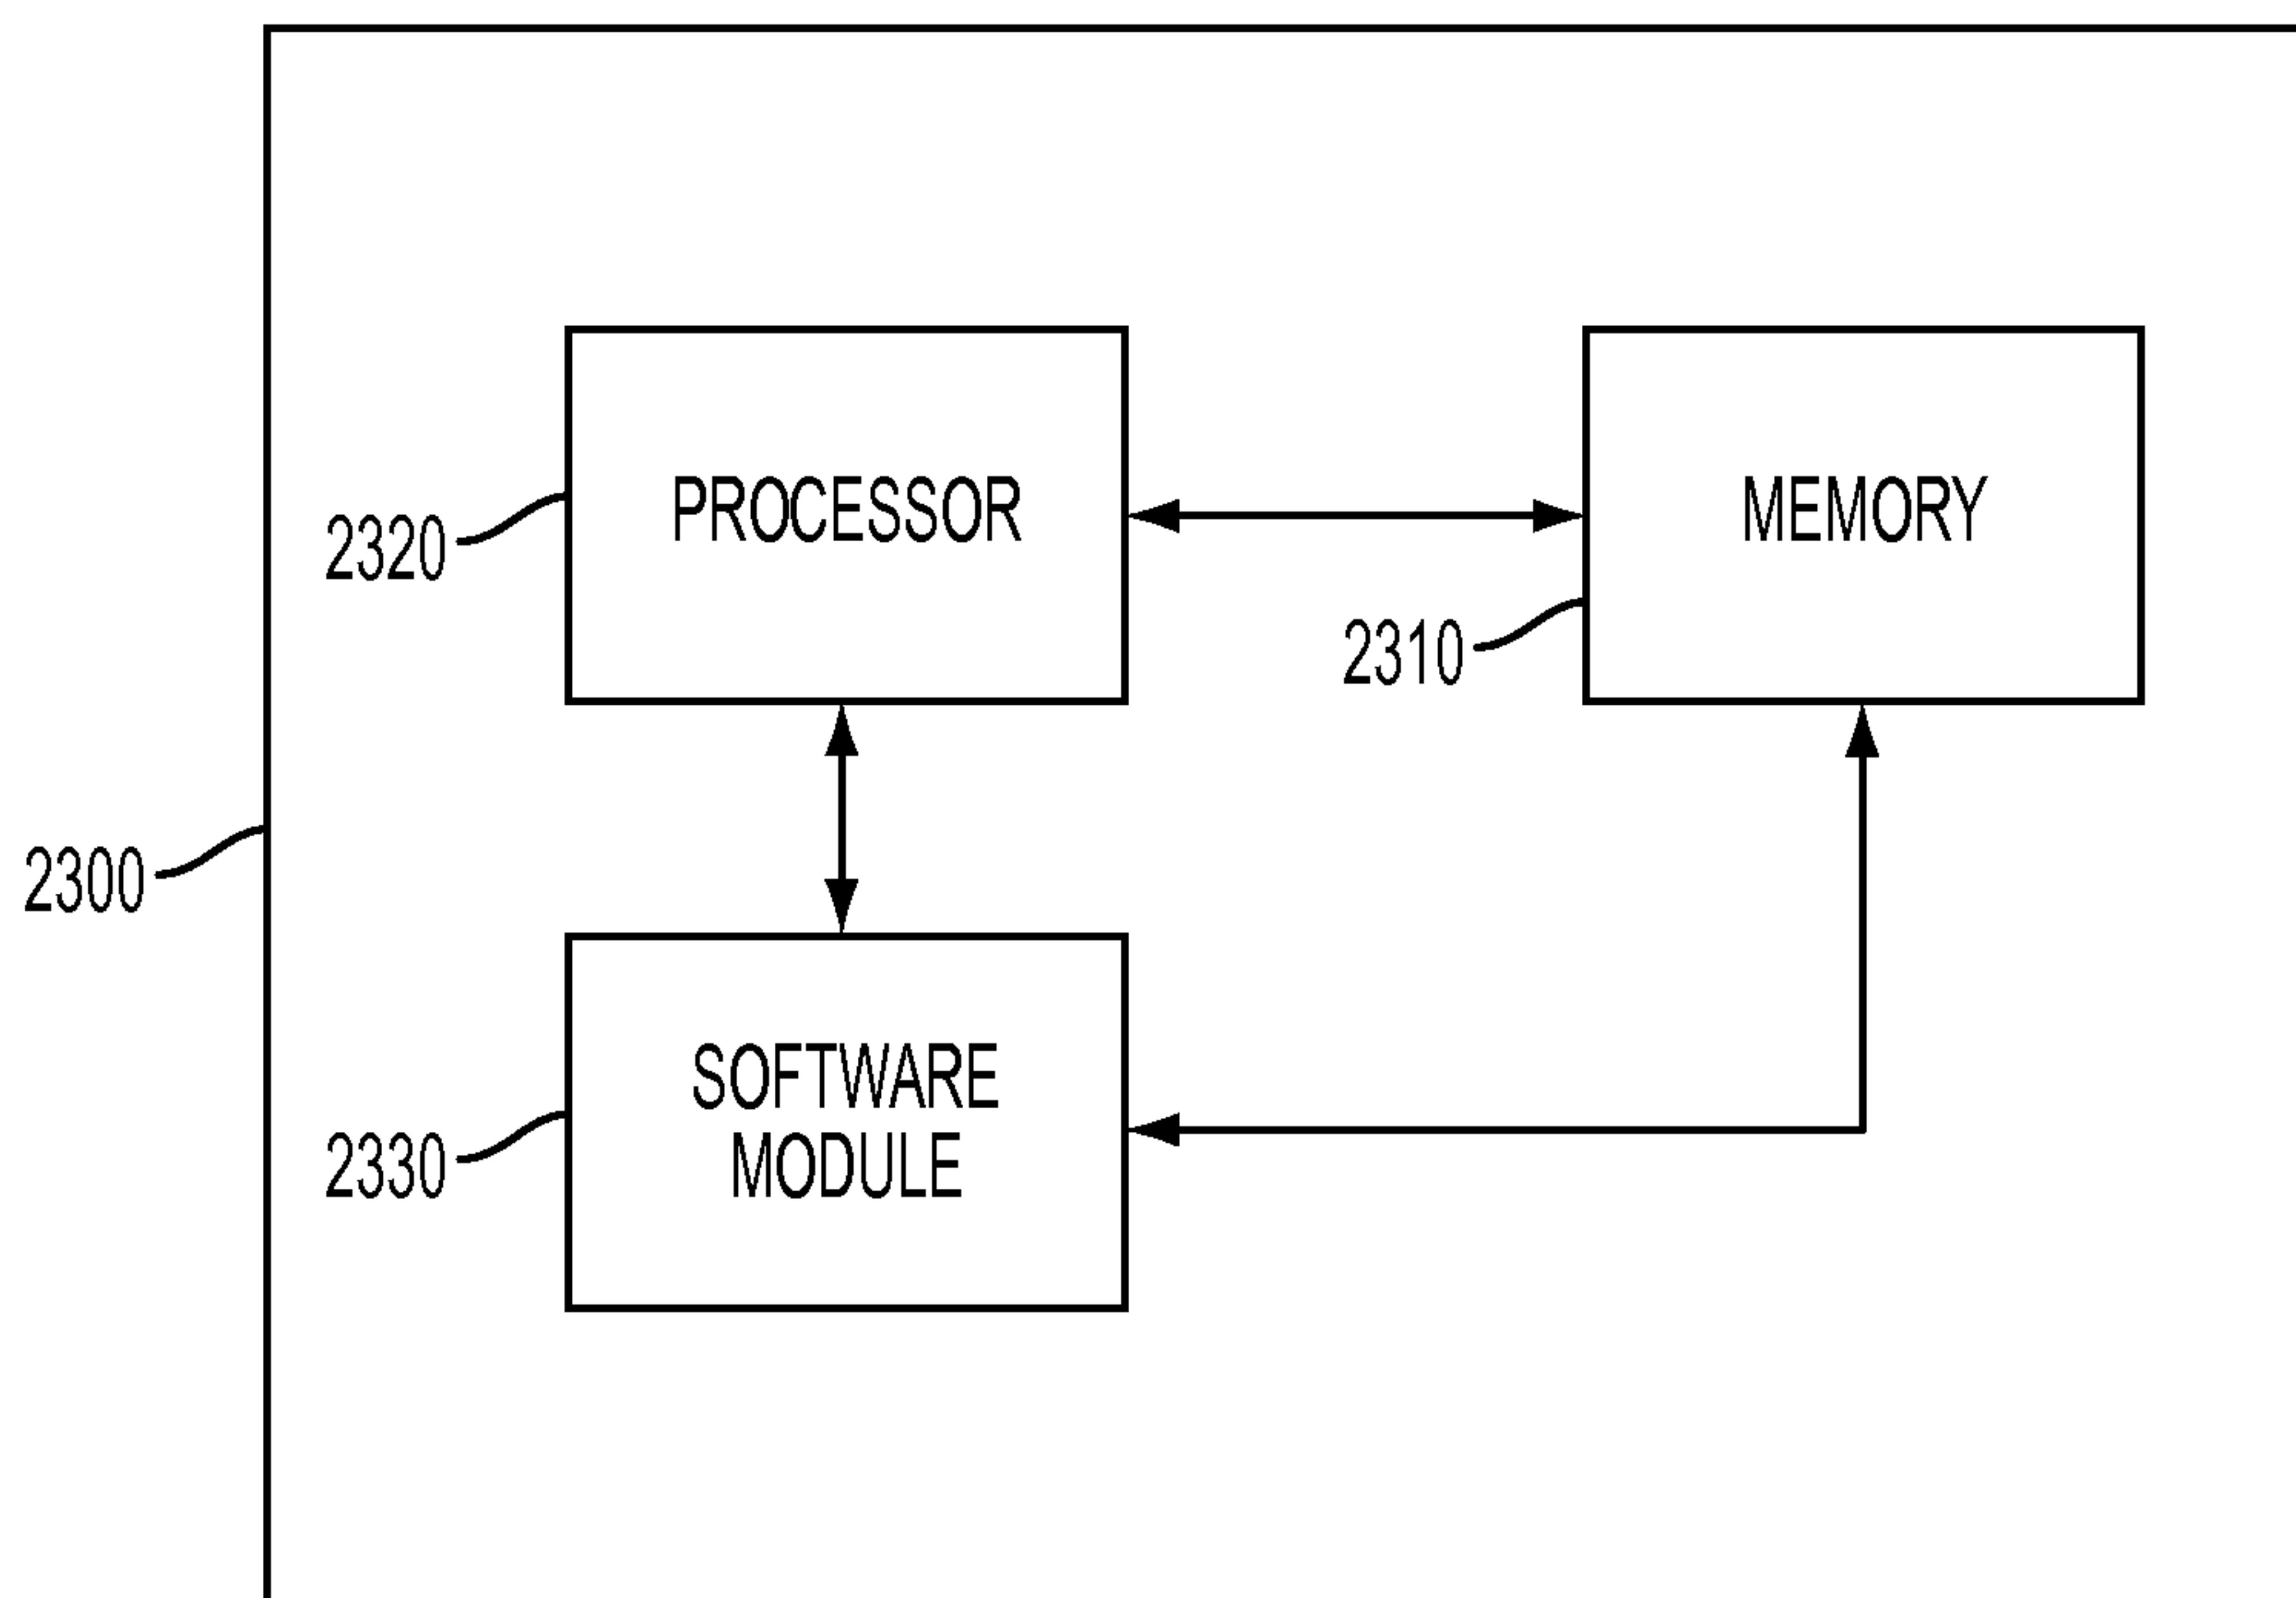 PROCESSOR
MEMORY
2320
2310
2300
SOFTWARE
MODULE
2330